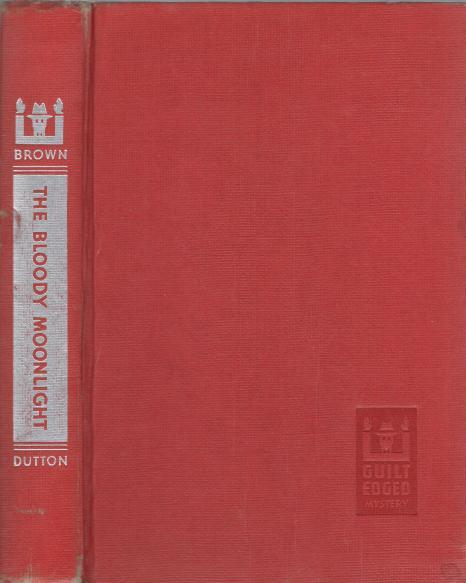 BROWN
THE BLOODY MOONLIGHT
DUTTON
GUILT
EDGED
MYSTERY